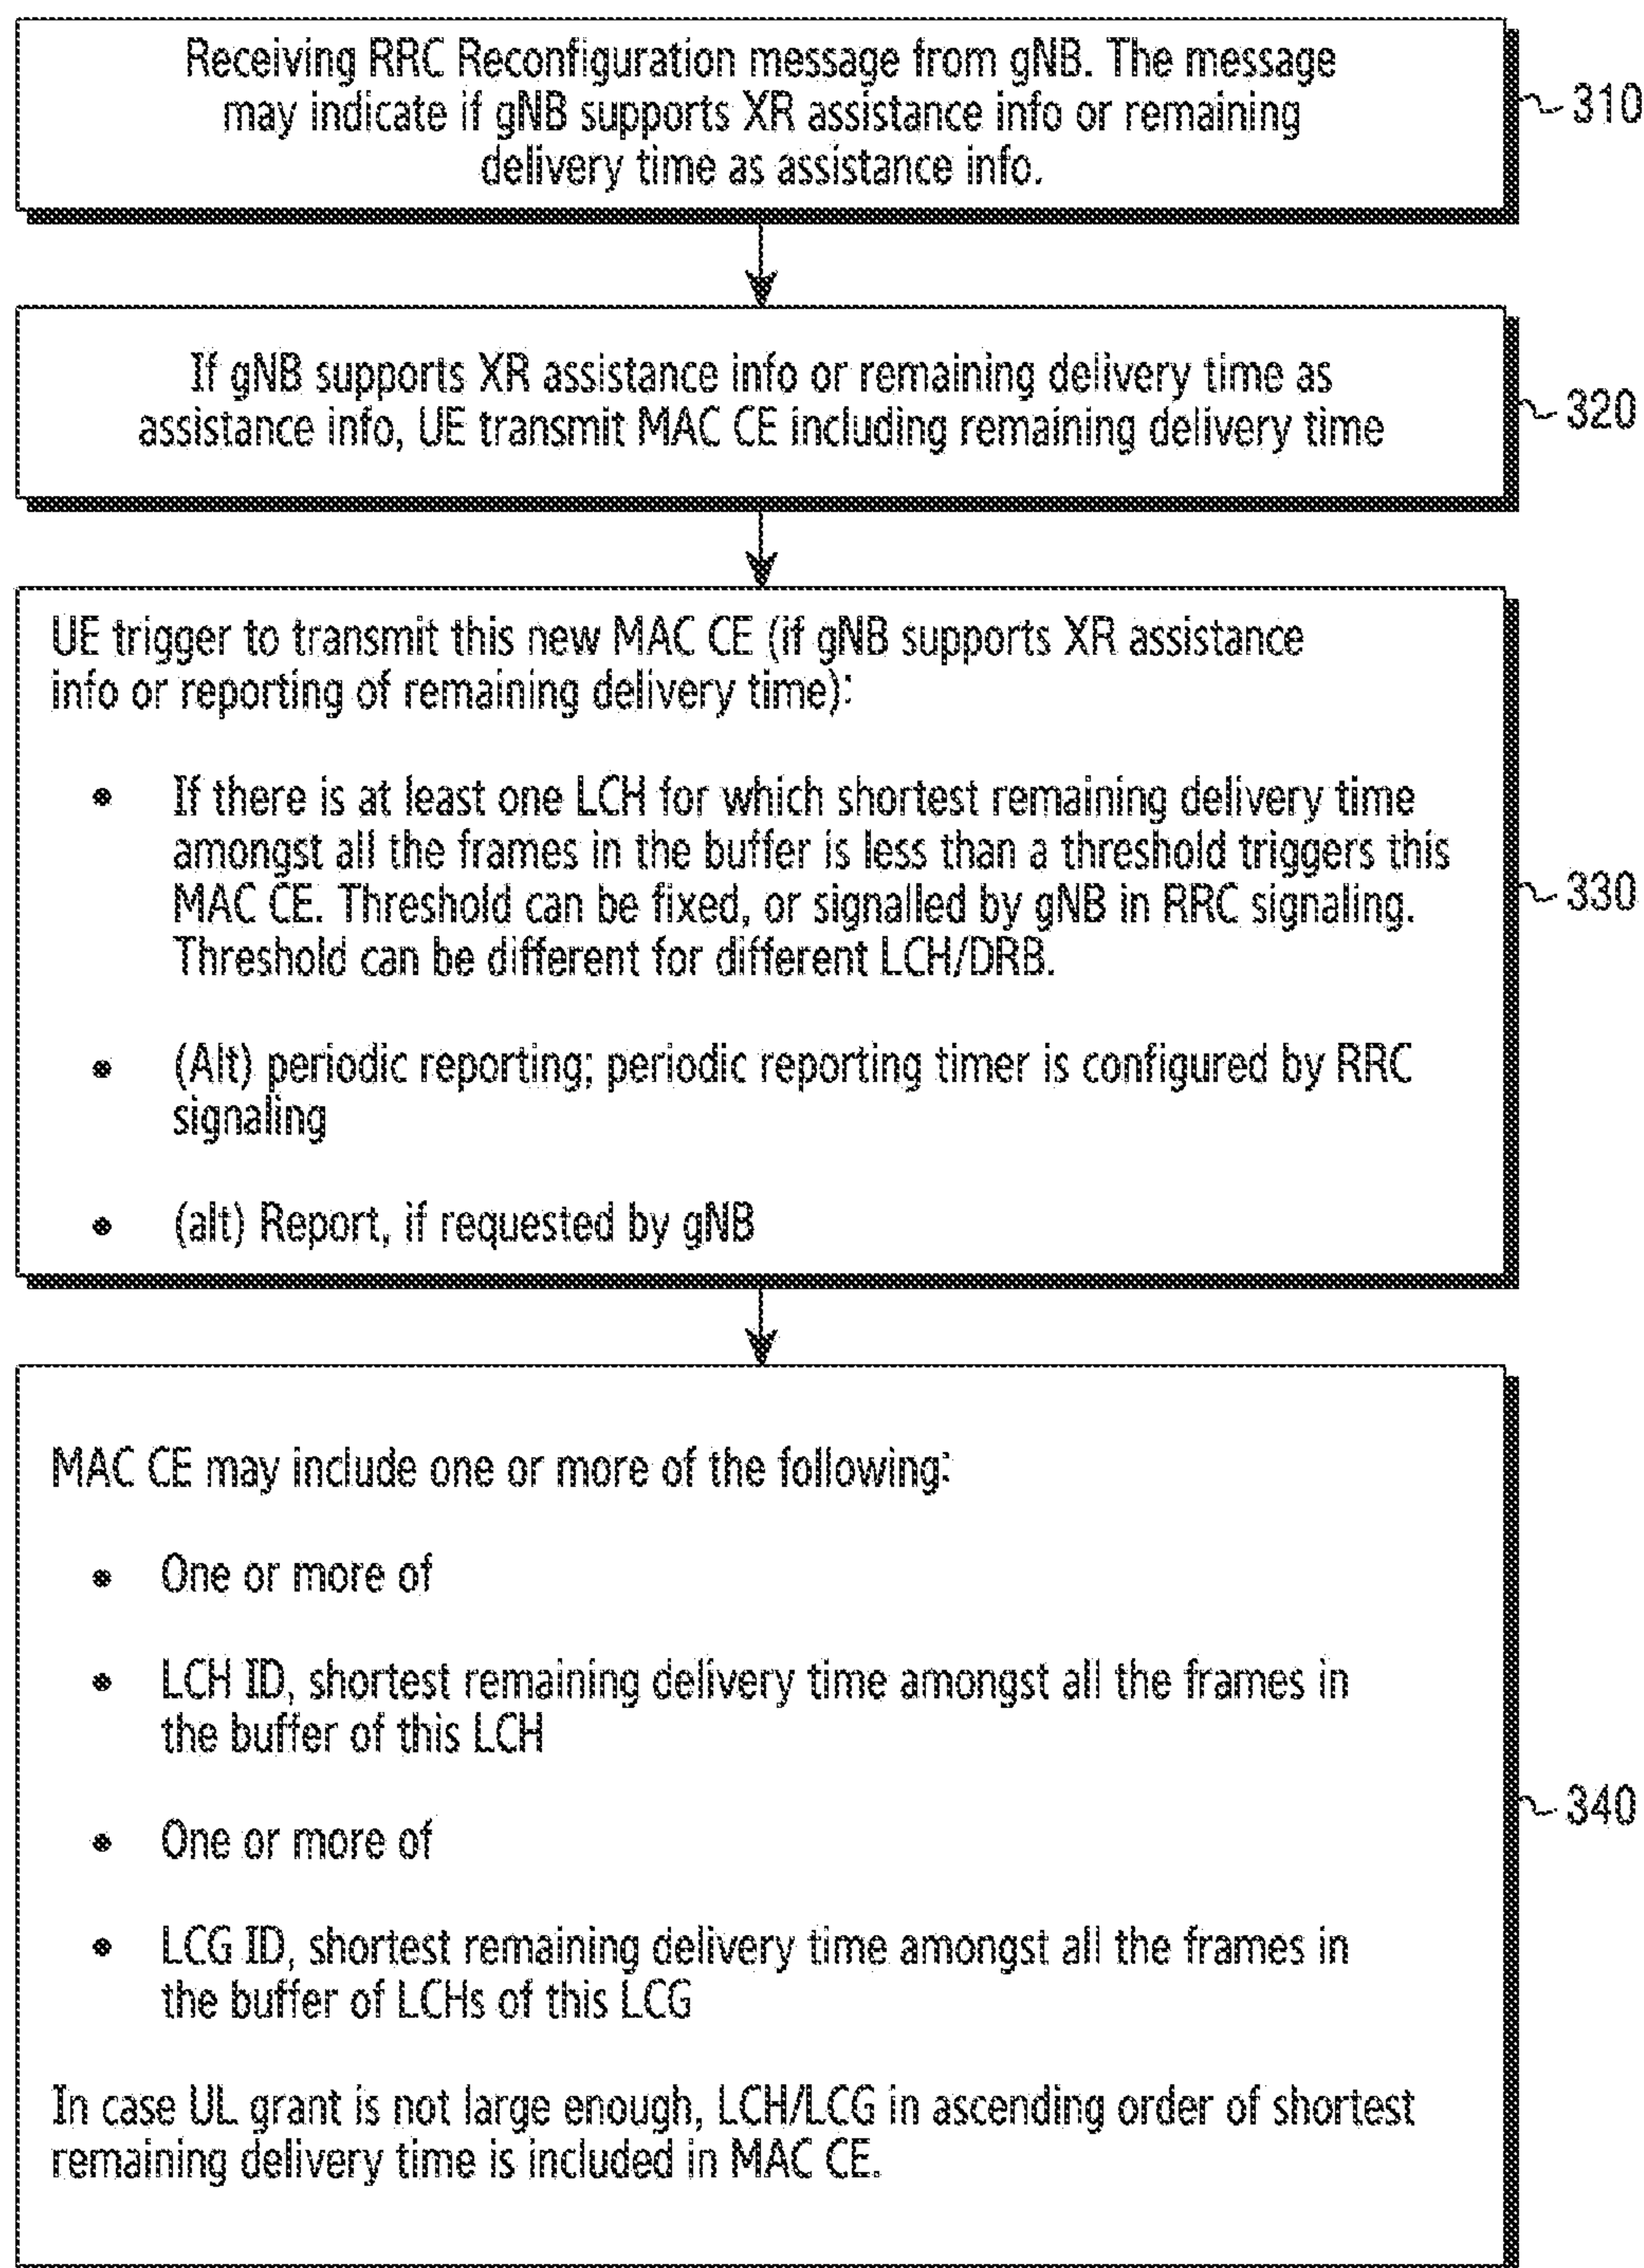 Receiving RRC Reconfiguration message from gNB. The message
may indicate if gNB supports XR assistance info or remaining
delivery time as assistance info.
310
If gNB supports XR assistance info or remaining delivery time as
assistance info, UE transmit MAC CE including remaining delivery time
320
UE trigger to transmit this new MAC CE (if gNB supports XR assistance
info or reporting of remaining delivery time):
• If there is at least one LCH for which shortest remaining delivery time
amongst all the frames in the buffer is less than a threshold triggers this
MAC CE. Threshold can be fixed, or signalled by gNB in RRC signaling.
Threshold can be different for different LCH/DRB.
• (Alt) periodic reporting; periodic reporting timer is configured by RRC
signaling
• (alt) Report, if requested by gNB
330
MAC CE may include one or more of the following:
• One or more of
• LCH ID, shortest remaining delivery time amongst all the frames in
the buffer of this LCH
• One or more of
• LCG ID, shortest remaining delivery time amongst all the frames in
the buffer of LCHs of this LCG
In case UL grant is not large enough, LCH/LCG in ascending order of shortest
remaining delivery time is included in MAC CE.
340